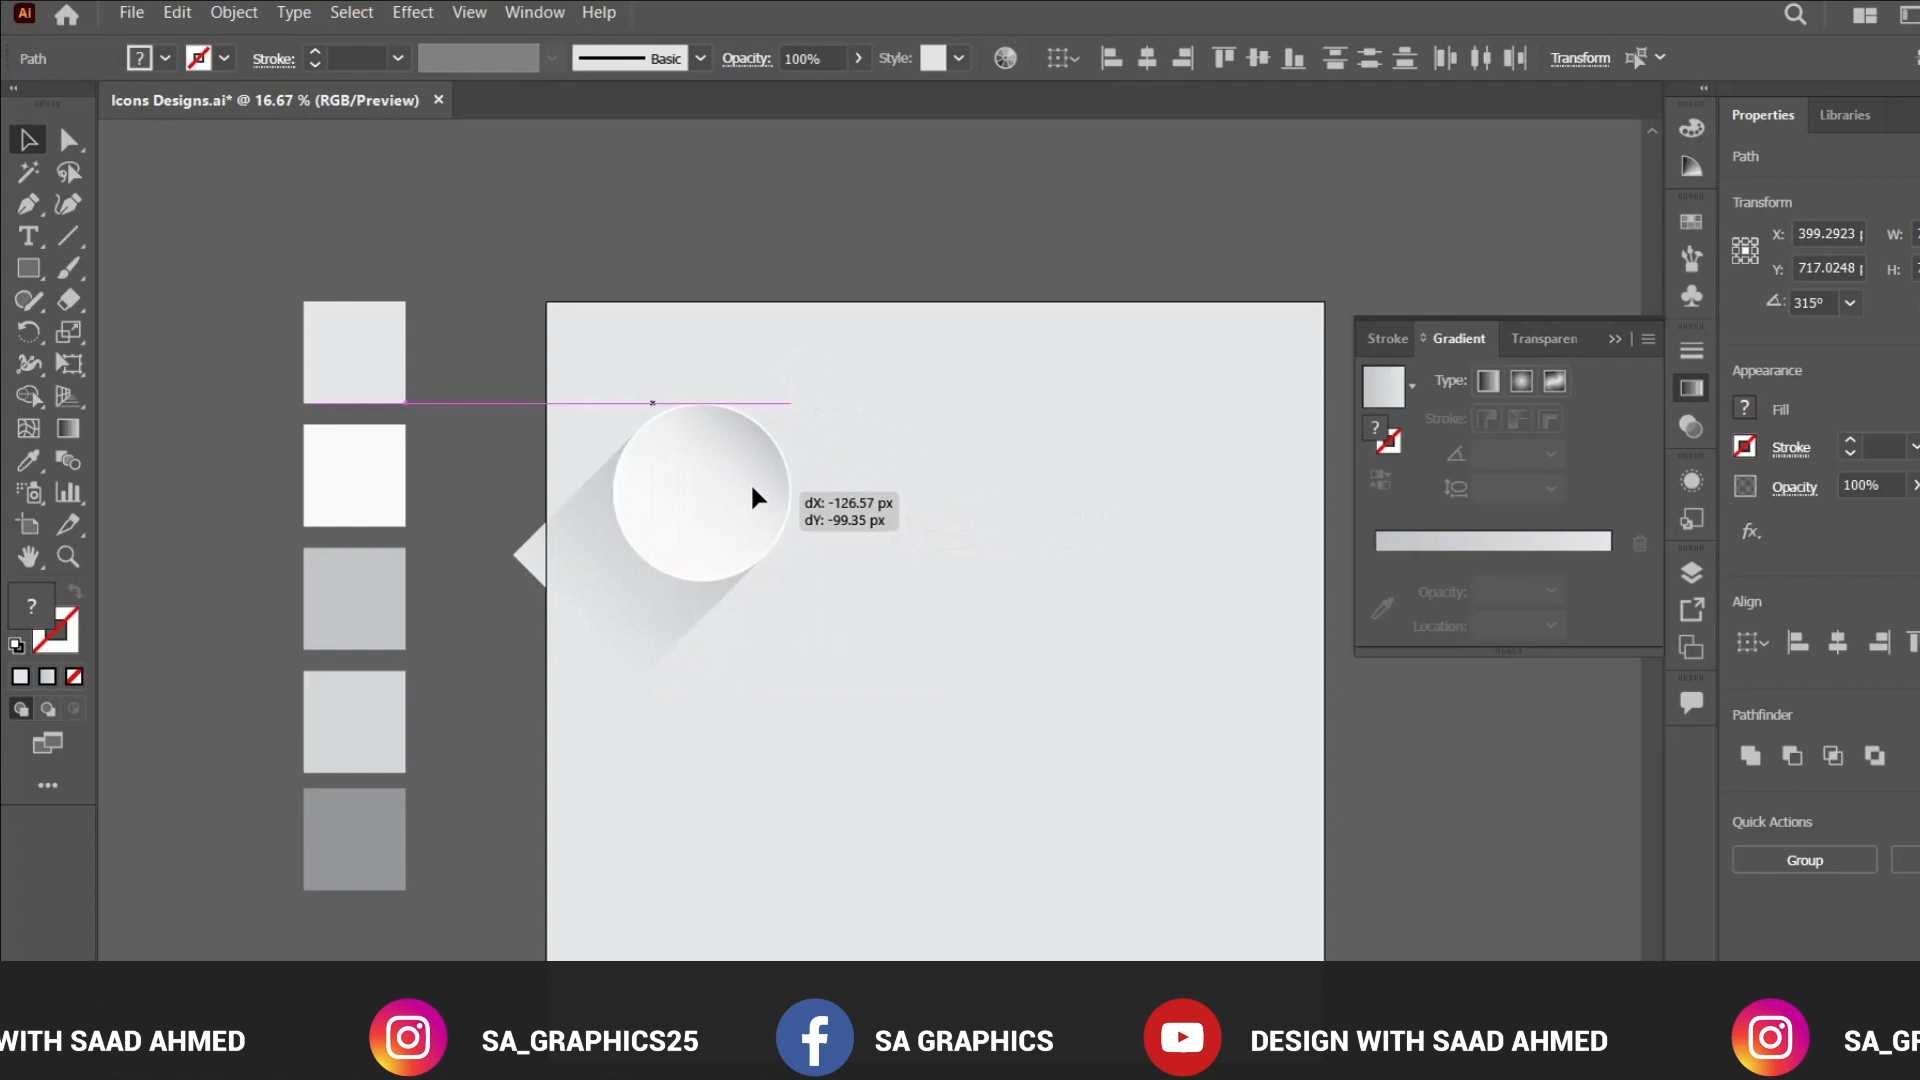 Ai
File Edit Object Type Select Effect View Window Help
Path ? Stroke: Basic Opacity: 100% Style: Transform
Icons Designs.ai* @ 16.67 % (RGB/Preview)
Properties Libraries
Path
Transform
X: 399.2923 W:
Y: 717.0248 H:
315°
Stroke Gradient
Type:
Stroke:
Appearance
? Fill
Stroke
Opacity 100%
fx.
dX: -126.57 px
dY: -99.35 px
Opacity:
Location:
Align
Pathfinder
Quick Actions
Group
?
?
WITH SAAD AHMED SA_GRAPHICS25 SA GRAPHICS DESIGN WITH SAAD AHMED